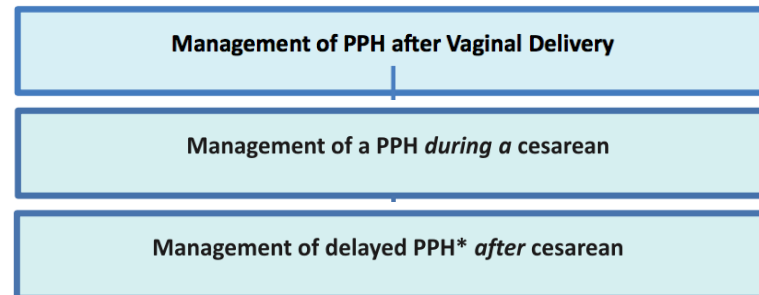 Management of PPH after Vaginal Delivery
Management of a PPH during a cesarean
Management of delayed PPH* after cesarean